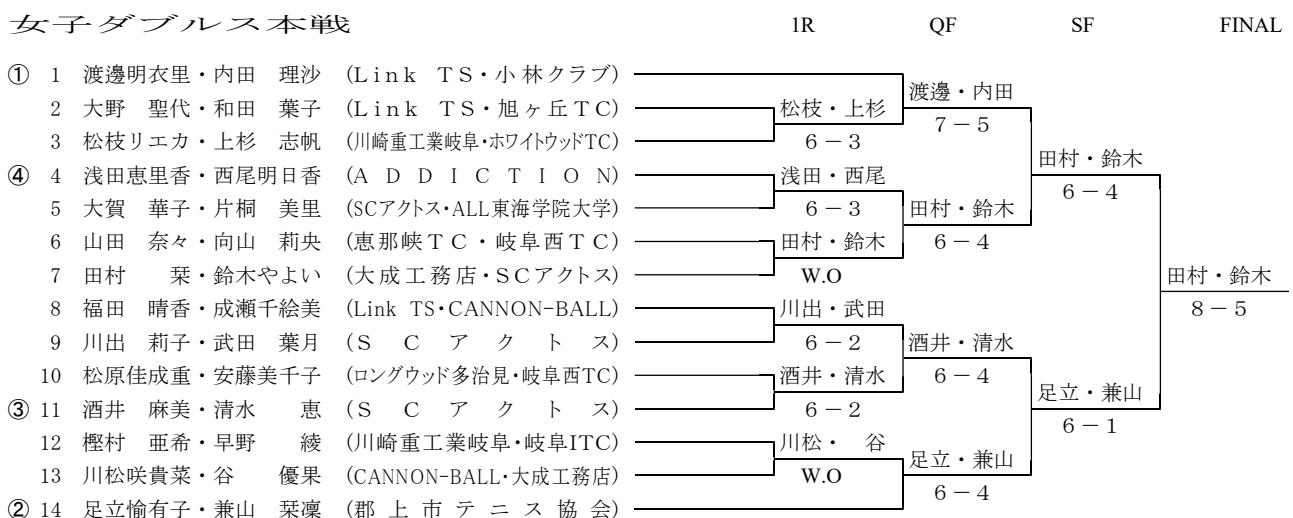 女子ダブルス本戦 1R QF SF FINAL
① 1 渡邊明衣里・内田 理沙 (Link TS・小林クラブ)
渡邊・内田
2 大野 聖代・和田 葉子 (Link TS・旭ヶ丘TC) 松枝・上杉
7-5
3 松枝リエカ・上杉 志帆 (川崎重工業岐阜・ホワイトウッドTC) 6-3
田村・鈴木
④ 4 浅田恵里香・西尾明日香 (ADDICTION) 浅田・西尾
6-4
5 大賀 華子・片桐 美里 (SCアクトス・ALL東海学院大学) 6-3 田村・鈴木
6 山田 奈々・向山 莉央 (恵那峡TC・岐阜西TC) 田村・鈴木 6-4
7 田村 栞・鈴木やよい (大成工務店・SCアクトス) W.O 田村・鈴木
8 福田 晴香・成瀬千絵美 (Link TS・CANNON-BALL) 川出・武田 8-5
9 川出 莉子・武田 葉月 (SCアクトス) 6-2 酒井・清水
10 松原佳成重・安藤美千子 (ロングウッド多治見・岐阜西TC) 酒井・清水 6-4
足立・兼山
③ 11 酒井 麻美・清水 恵 (SCアクトス) 6-2
6-1
12 樫村 亜希・早野 綾 (川崎重工業岐阜・岐阜ITC) 川松・ 谷
足立・兼山
13 川松咲貴菜・谷 優果 (CANNON-BALL・大成工務店) W.O
6-4
② 14 足立愉有子・兼山 栞凜 (郡上市テニス協会)